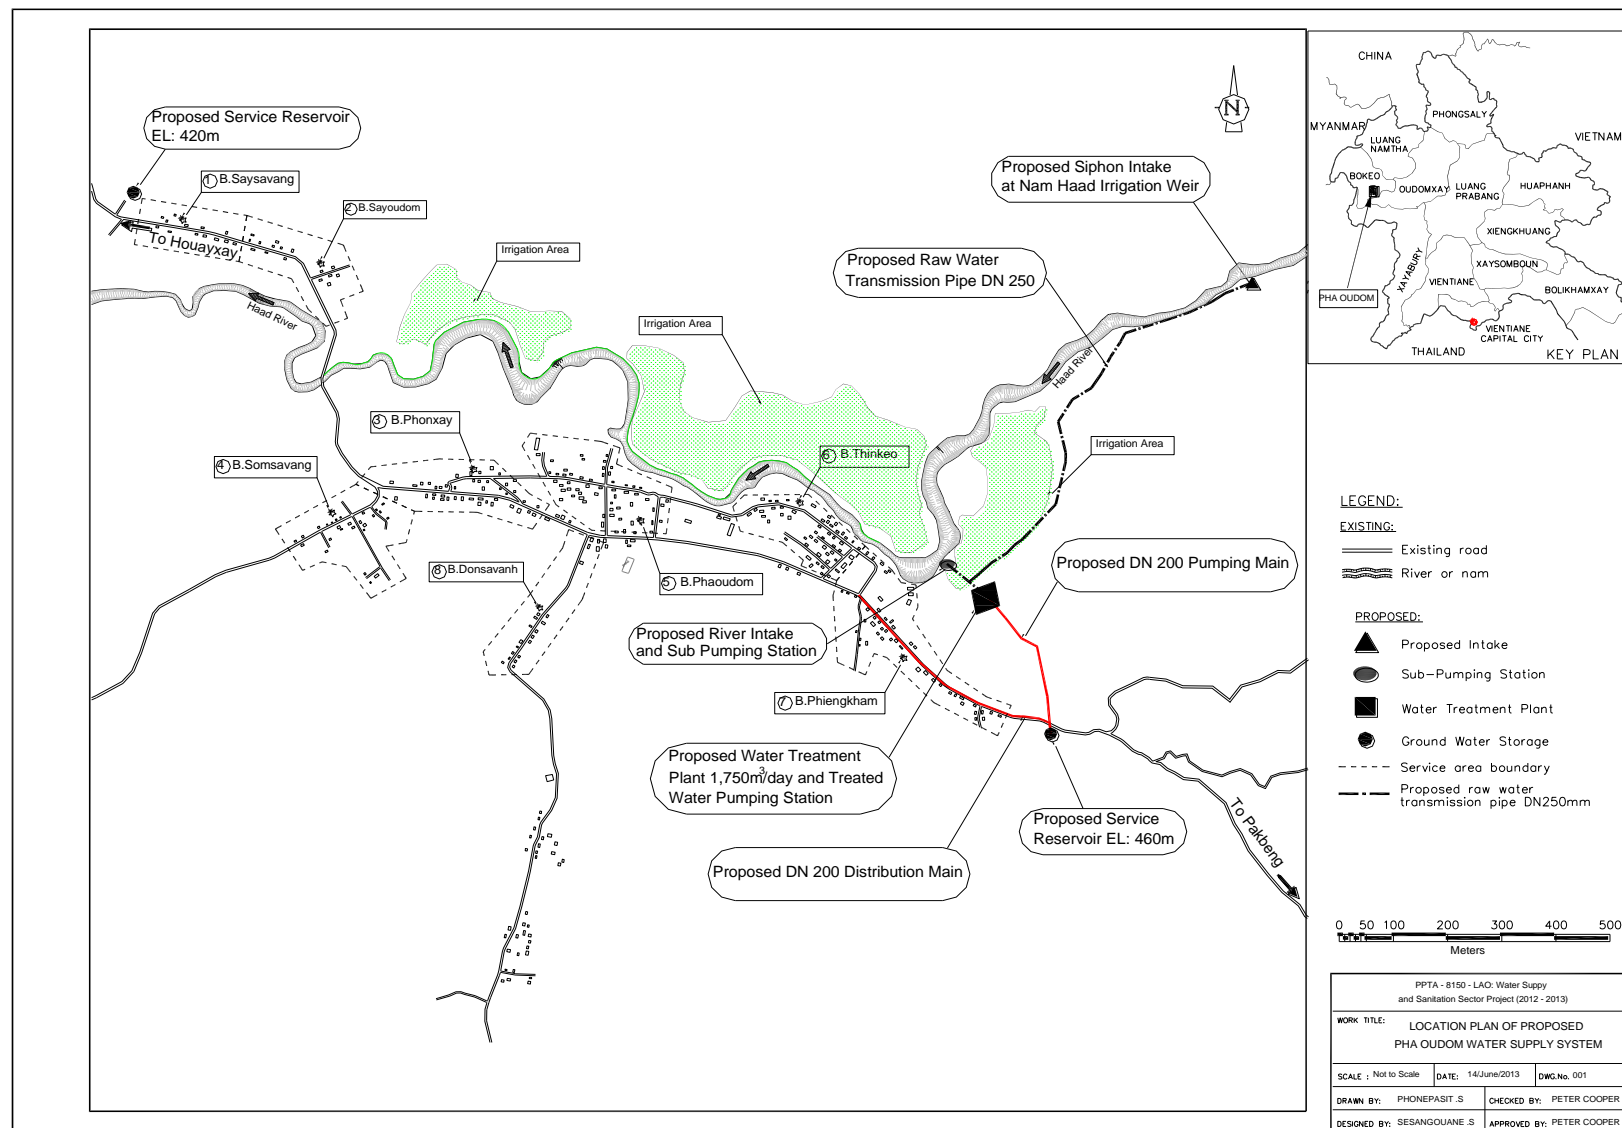 Proposed Service Reservoir
EL: 420m
1 B.Saysavang
2 B.Sayoudom
To Houayxay
Haad River
Irrigation Area
Irrigation Area
N
Proposed Siphon Intake
at Nam Haad Irrigation Weir
Proposed Raw Water
Transmission Pipe DN 250
Haad River
Irrigation Area
3 B.Phonxay
4 B.Somsavang
6 B.Thinkeo
8 B.Donsavanh
5 B.Phaoudom
Proposed DN 200 Pumping Main
Proposed River Intake
and Sub Pumping Station
7 B.Phiengkham
Proposed Water Treatment
Plant 1,750m³/day and Treated
Water Pumping Station
Proposed Service
Reservoir EL: 460m
Proposed DN 200 Distribution Main
To Pakbeng
CHINA
MYANMAR
PHONGSALY
VIETNAM
LUANG
NAMTHA
BOKEO
OUDOMXAY
LUANG
PRABANG
HUAPHANH
XIENGKHUANG
XAYABURY
XAYSOMBOUN
VIENTIANE
BOLIKHAMXAY
PHA OUDOM
VIENTIANE
CAPITAL CITY
THAILAND
KEY PLAN
LEGEND:
EXISTING:
Existing road
River or nam
PROPOSED:
Proposed Intake
Sub-Pumping Station
Water Treatment Plant
Ground Water Storage
Service area boundary
Proposed raw water
transmission pipe DN250mm
0 50 100 200 300 400 500
Meters
PPTA - 8150 - LAO: Water Suppy
and Sanitation Sector Project (2012 - 2013)
WORK TITLE:
LOCATION PLAN OF PROPOSED
PHA OUDOM WATER SUPPLY SYSTEM
SCALE : Not to Scale DATE: 14/June/2013 DWG.No. 001
DRAWN BY: PHONEPASIT .S CHECKED BY: PETER COOPER
DESIGNED BY: SESANGOUANE .S APPROVED BY: PETER COOPER